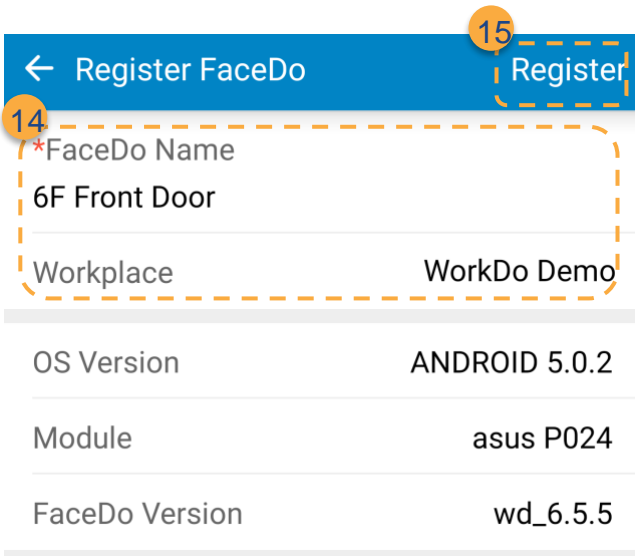 15
← Register FaceDo Register
14
*FaceDo Name
6F Front Door
Workplace WorkDo Demo
OS Version ANDROID 5.0.2
Module asus P024
FaceDo Version wd_6.5.5